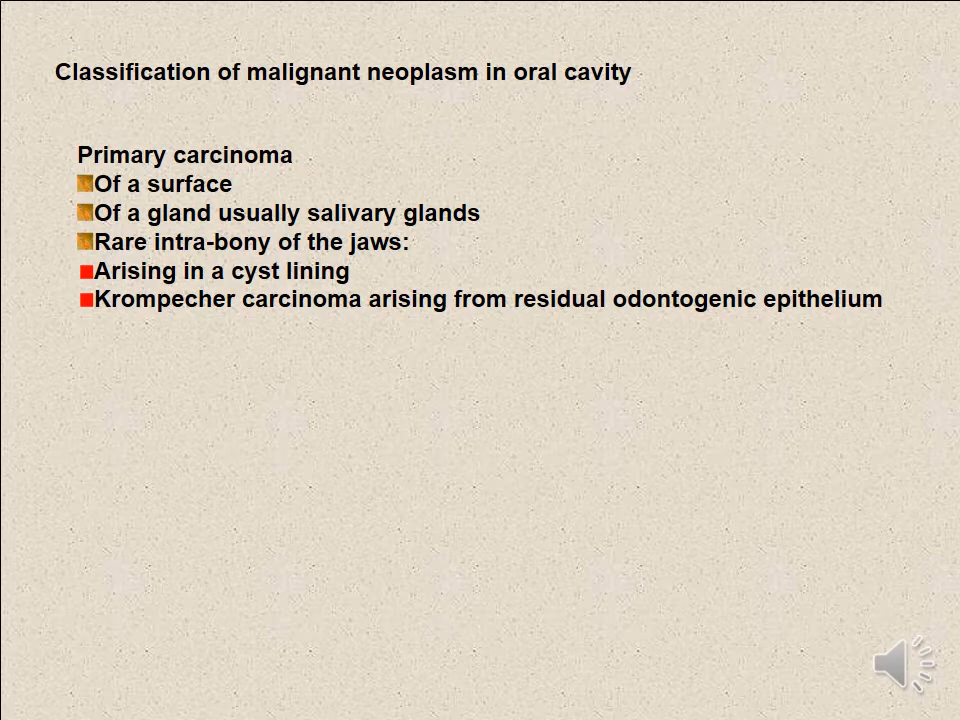 Classification of malignant neoplasm in oral cavity
Primary carcinoma
Of a surface
Of a gland usually salivary glands
Rare intra-bony of the jaws:
Arising in a cyst lining
Krompecher carcinoma arising from residual odontogenic epithelium